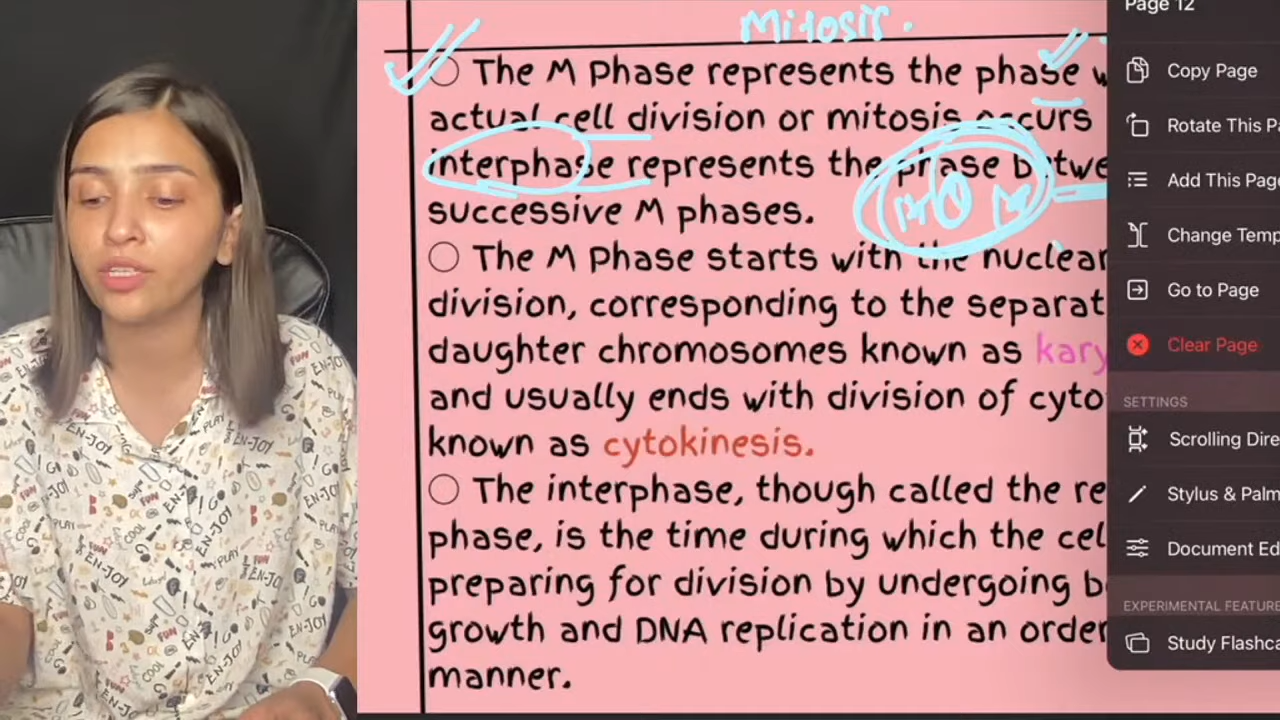 Mitosis.
The M Phase represents the phase
actual cell division or mitosis occurs
interphase represents the phase betwe
successive M phases.
The M Phase starts with the nuclear
division, corresponding to the separat
daughter chromosomes known as kary
and usually ends with division of cyto
known as cytokinesis.
The interphase, though called the re
phase, is the time during which the cel
preparing for division by undergoing b
growth and DNA replication in an order
manner.
Page 12
Copy Page
Rotate This Pa
Add This Page
Change Temp
Go to Page
Clear Page
SETTINGS
Scrolling Dire
Stylus & Palm
Document Ed
EXPERIMENTAL FEATURE
Study Flashca